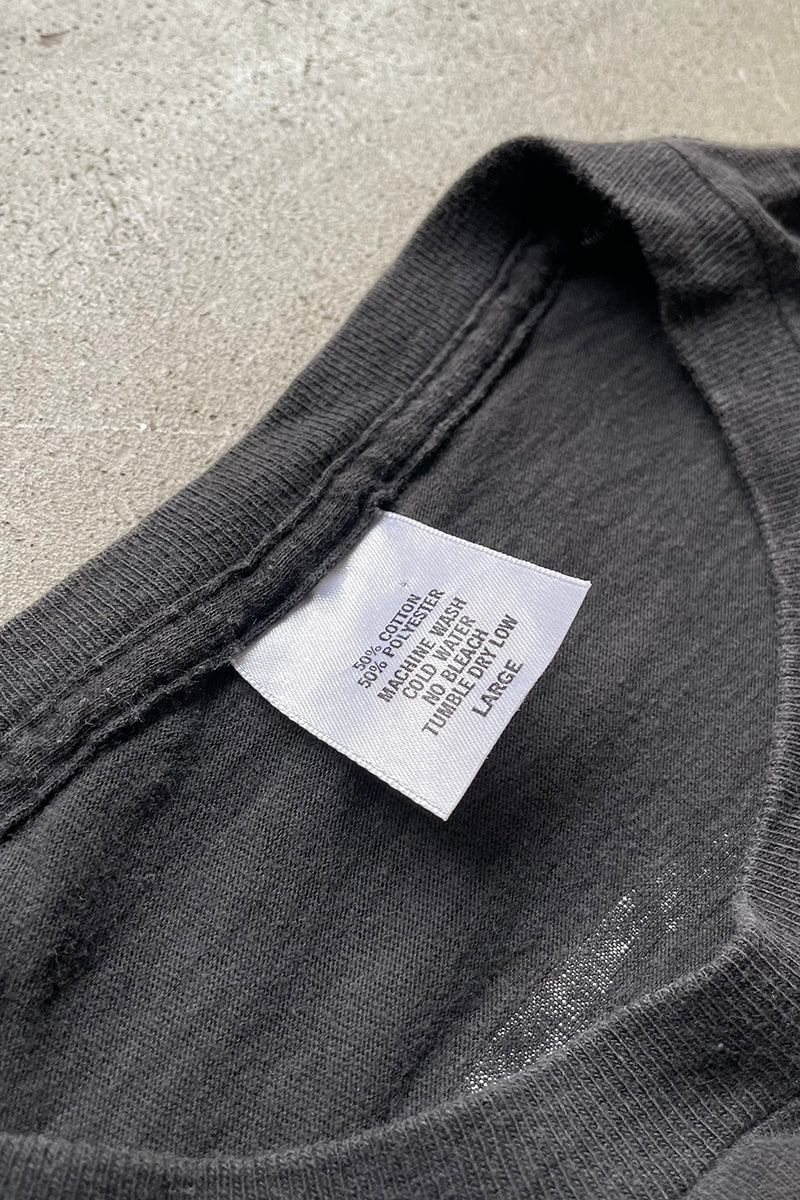 50% COTTON
50% POLYESTER
MACHINE WASH
COLD WATER
NO BLEACH
TUMBLE DRY LOW
LARGE